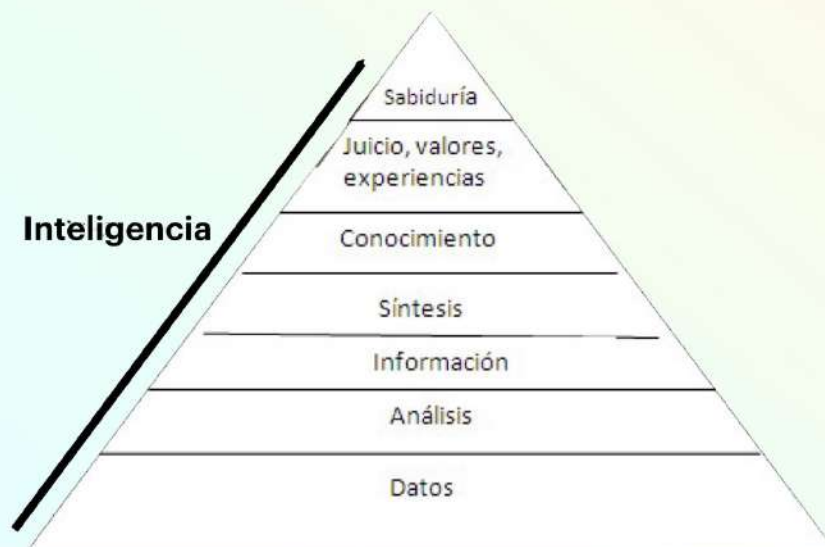 Sabiduría
Juicio, valores,
experiencias
Inteligencia
Conocimiento
Síntesis
Información
Análisis
Datos